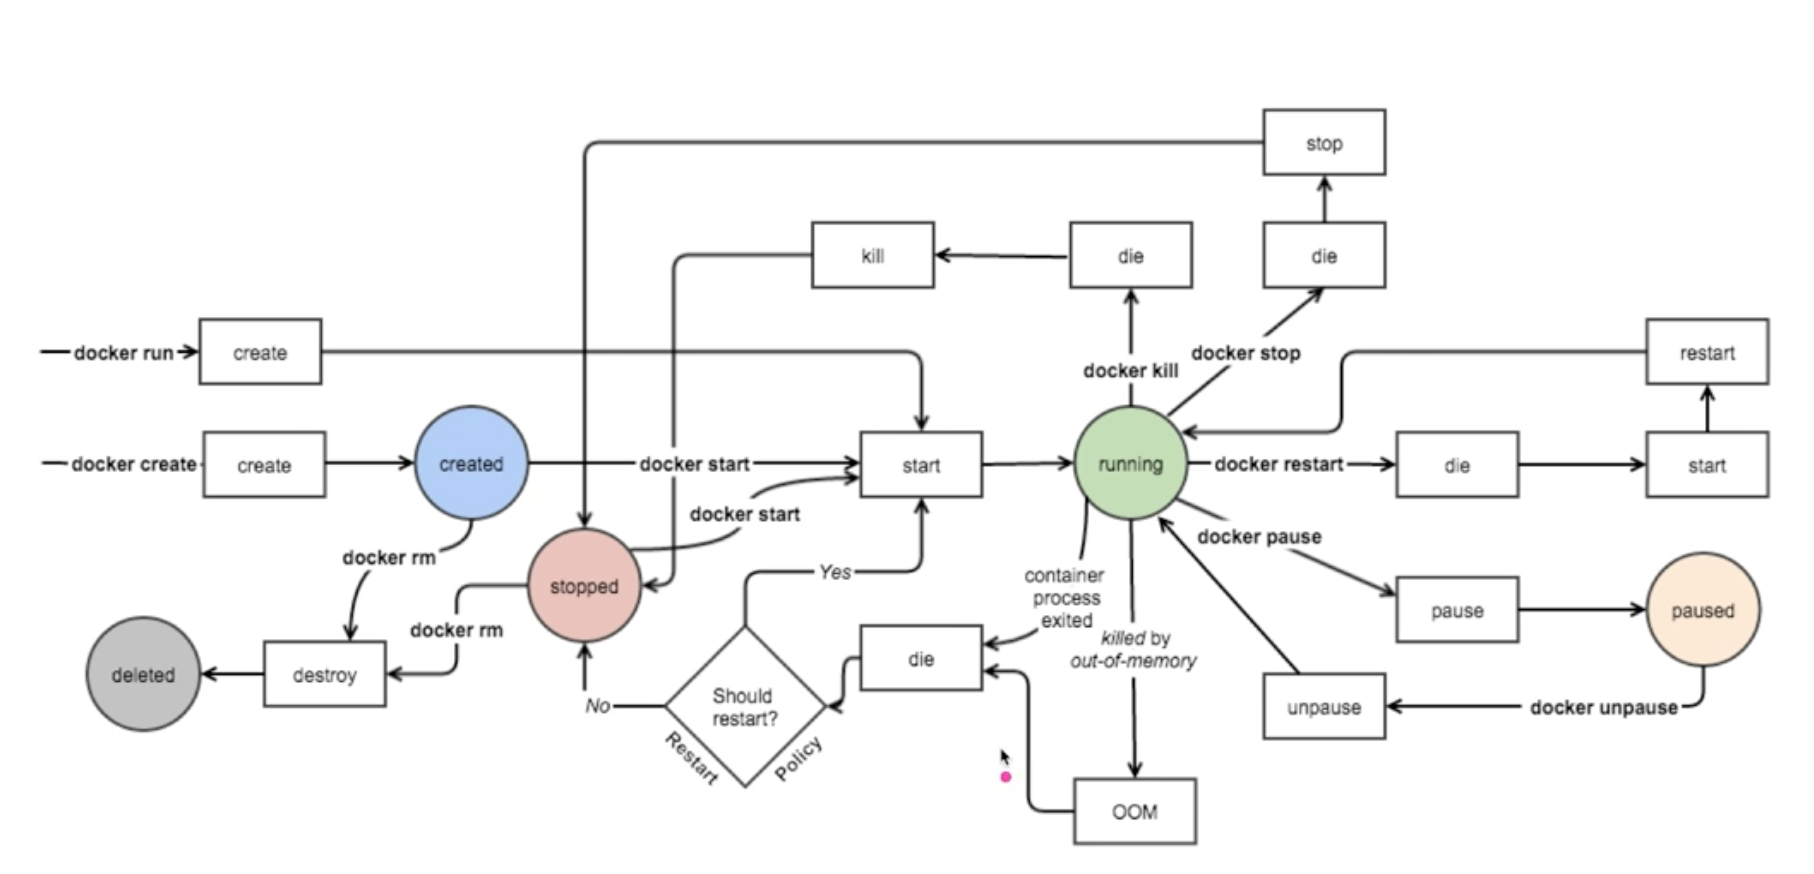 stop
kill
die
die
docker run
create
docker kill
docker stop
restart
docker create
create
created
docker start
start
running
docker restart
die
start
docker start
docker pause
docker rm
stopped
Yes
container
process
exited
pause
paused
docker rm
killed by
out-of-memory
deleted
destroy
die
Should
restart?
No
Restart
Policy
unpause
docker unpause
OOM